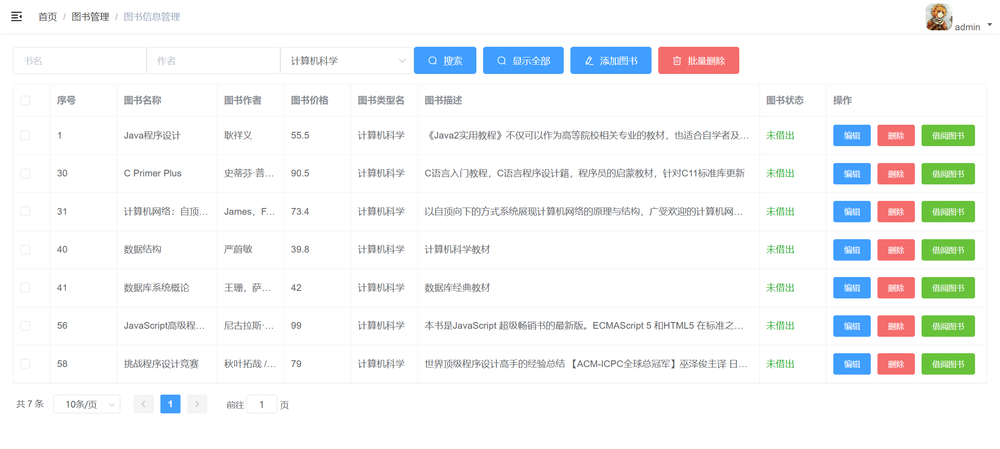 首页 / 图书管理 / 图书信息管理
admin
书名 作者 计算机科学 搜索 显示全部 添加图书 批量删除
序号 图书名称 图书作者 图书价格 图书类型名 图书描述 图书状态 操作
1 Java程序设计 耿祥义 55.5 计算机科学 《Java2实用教程》不仅可以作为高等院校相关专业的教材，也适合自学者及… 未借出 编辑 删除 借阅图书
30 C Primer Plus 史蒂芬·普… 90.5 计算机科学 C语言入门教程，C语言程序设计籍，程序员的启蒙教材，针对C11标准库更新 未借出 编辑 删除 借阅图书
31 计算机网络：自顶… James，F… 73.4 计算机科学 以自顶向下的方式系统展现计算机网络的原理与结构，广受欢迎的计算机网… 未借出 编辑 删除 借阅图书
40 数据结构 严蔚敏 39.8 计算机科学 计算机科学教材 未借出 编辑 删除 借阅图书
41 数据库系统概论 王珊，萨… 42 计算机科学 数据库经典教材 未借出 编辑 删除 借阅图书
56 JavaScript高级程… 尼古拉斯·… 99 计算机科学 本书是JavaScript 超级畅销书的最新版。ECMAScript 5 和HTML5 在标准之… 未借出 编辑 删除 借阅图书
58 挑战程序设计竞赛 秋叶拓哉 /… 79 计算机科学 世界顶级程序设计高手的经验总结 【ACM-ICPC全球总冠军】巫泽俊主译 日… 未借出 编辑 删除 借阅图书
共 7 条 10条/页 1 前往 1 页